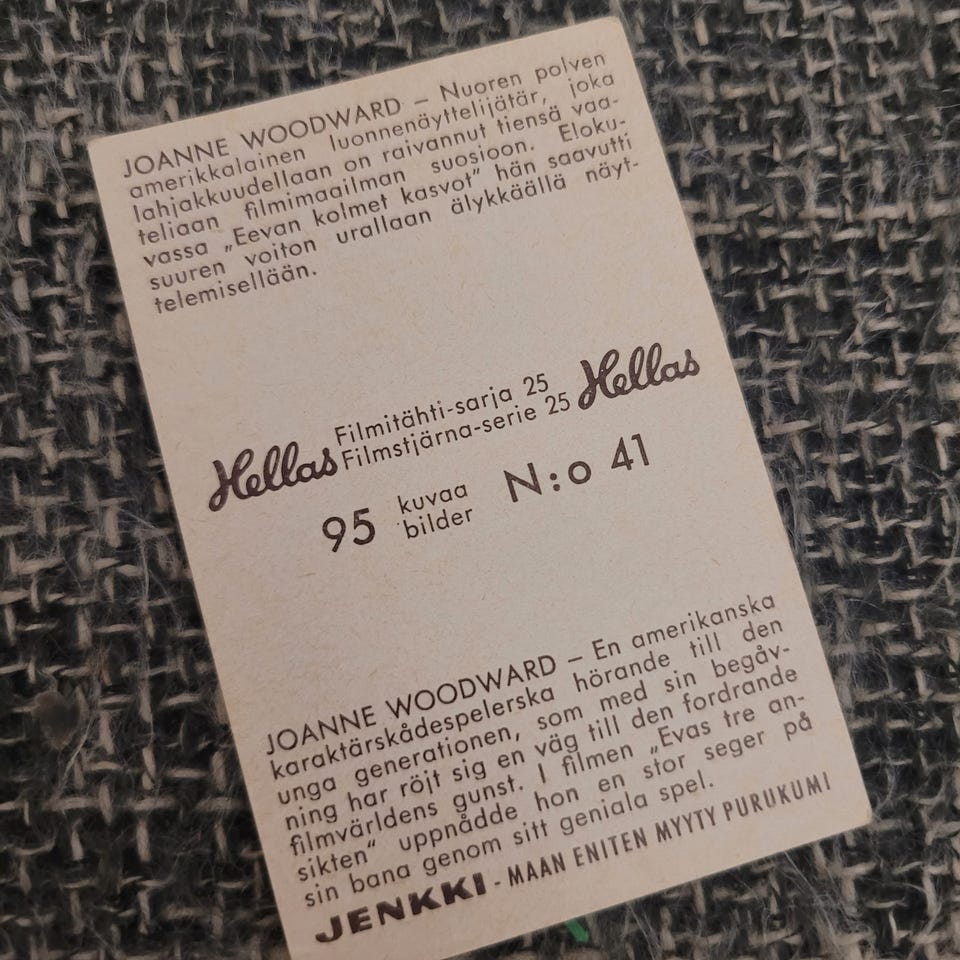 JOANNE WOODWARD – Nuoren polven
amerikkalainen luonnenäyttelijätär, joka
lahjakkuudellaan on raivannut tiensä vaa-
teliaan filmimaailman suosioon. Eloku-
vassa „Eevan kolmet kasvot" hän saavutti
suuren voiton urallaan älykkäällä näyt-
telemisellään.
Hellas Filmitähti-sarja 25 Hellas
Filmstjärna-serie 25
95 kuvaa N:o 41
bilder
JOANNE WOODWARD – En amerikanska
karaktärskådespelerska hörande till den
unga generationen, som med sin begåv-
ning har röjt sig en väg till den fordrande
filmvärldens gunst. I filmen „Evas tre an-
sikten" uppnådde hon en stor seger på
sin bana genom sitt geniala spel.
JENKKI - MAAN ENITEN MYYTY PURUKUMI